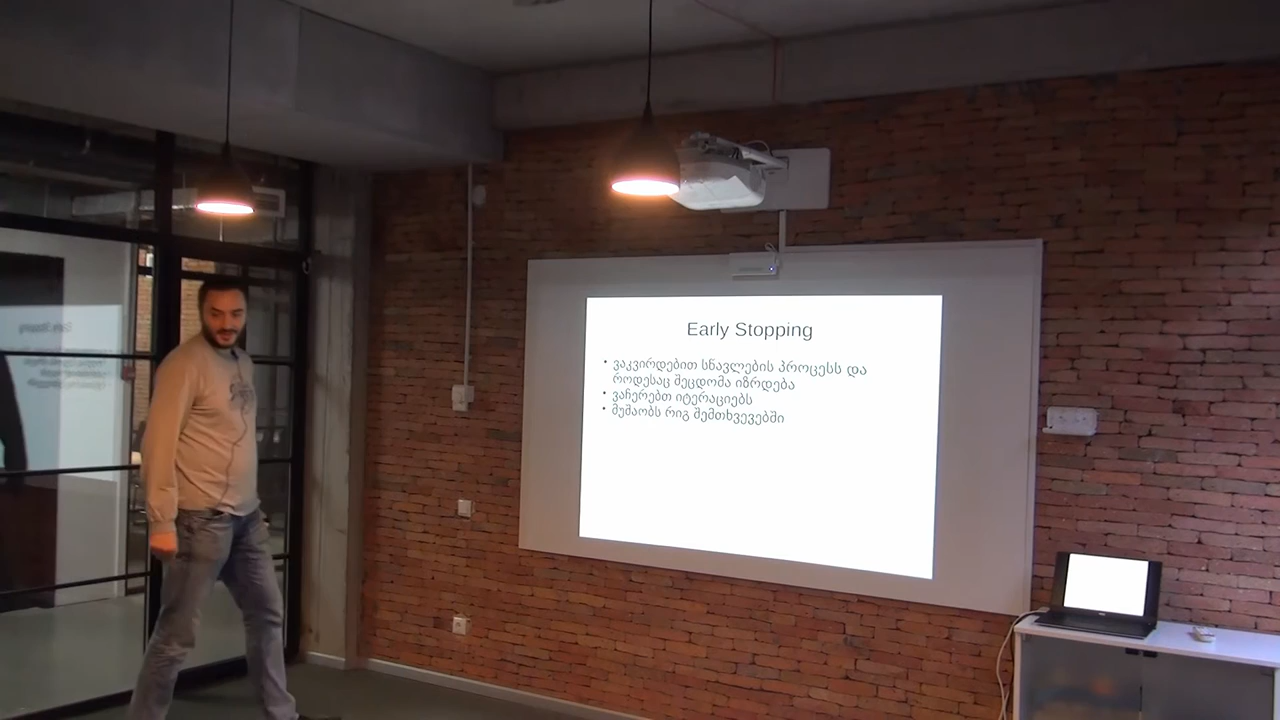 Early Stopping
• ვაკვირდებით სწავლების პროცესს და
როდესაც შეცდომა იზრდება
• ვაჩერებთ იტერაციებს
• მუშაობს რიგ შემთხვევებში